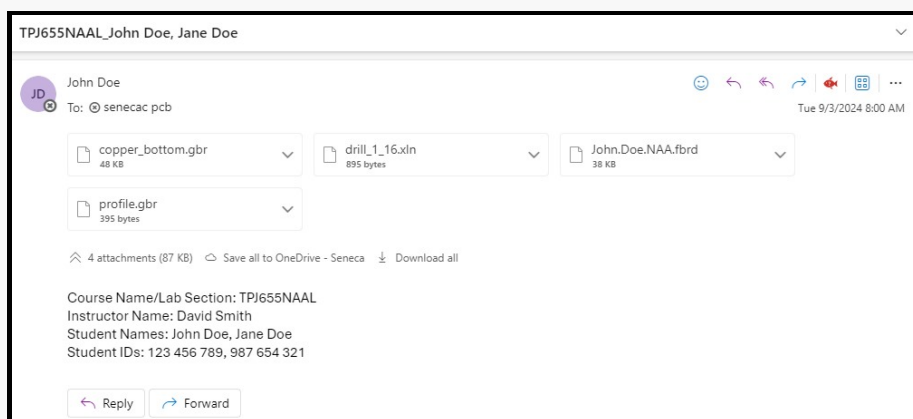 TPJ655NAAL_John Doe, Jane Doe
JD
John Doe
To: senecac pcb
Tue 9/3/2024 8:00 AM
copper_bottom.gbr
48 KB
drill_1_16.xln
895 bytes
John.Doe.NAA.fbrd
38 KB
profile.gbr
395 bytes
4 attachments (87 KB) Save all to OneDrive - Seneca Download all
Course Name/Lab Section: TPJ655NAAL
Instructor Name: David Smith
Student Names: John Doe, Jane Doe
Student IDs: 123 456 789, 987 654 321
Reply Forward